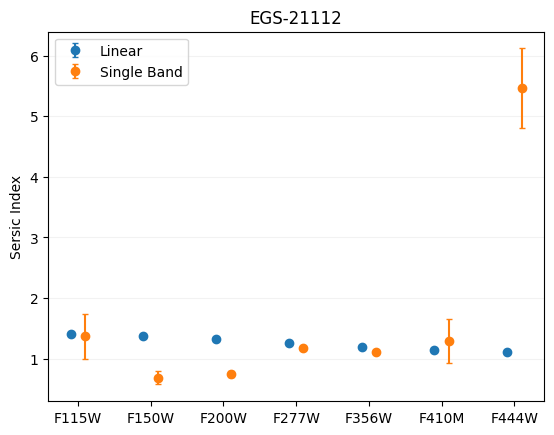 EGS-21112
Linear
Single Band
Sersic Index
6
5
4
3
2
1
F115W F150W F200W F277W F356W F410M F444W